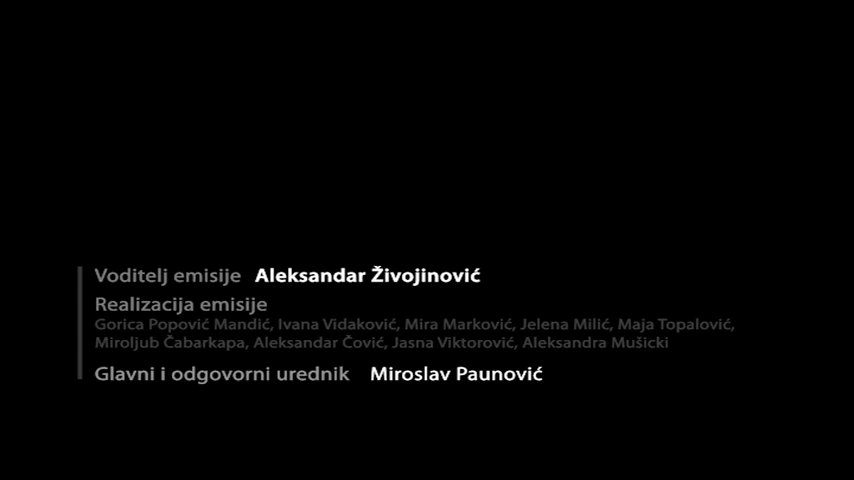 Voditelj emisije Aleksandar Živojinović
Realizacija emisije
Gorica Popović Mandić, Ivana Vidaković, Mira Marković, Jelena Milić, Maja Topalović,
Miroljub Čabarkapa, Aleksandar Čović, Jasna Viktorović, Aleksandra Mušicki
Glavni i odgovorni urednik Miroslav Paunović